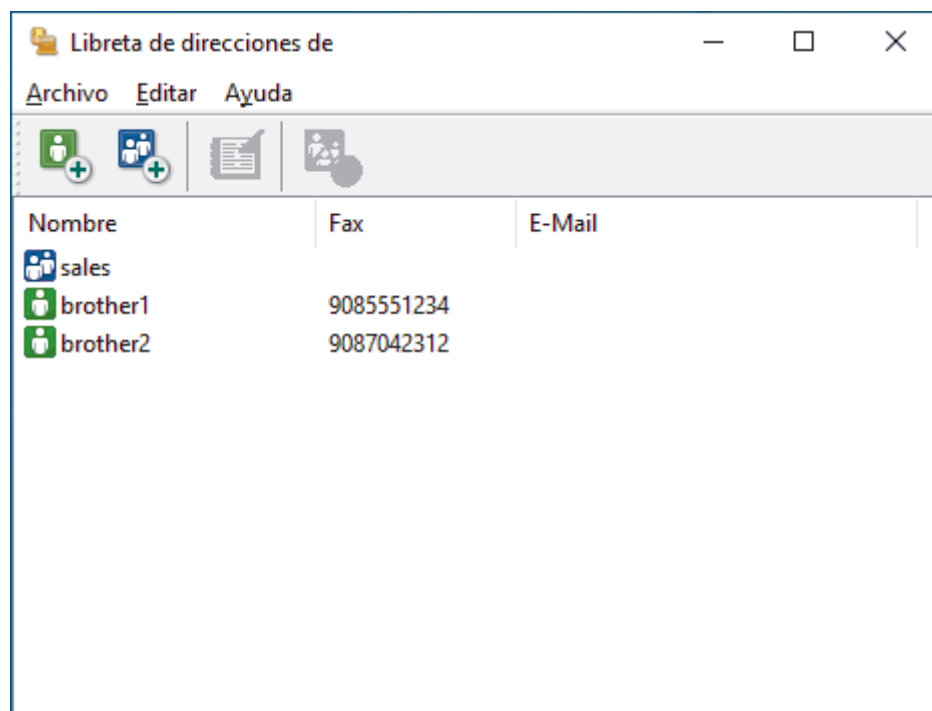 Libreta de direcciones de
Archivo Editar Ayuda
Nombre Fax E-Mail
sales
brother1 9085551234
brother2 9087042312